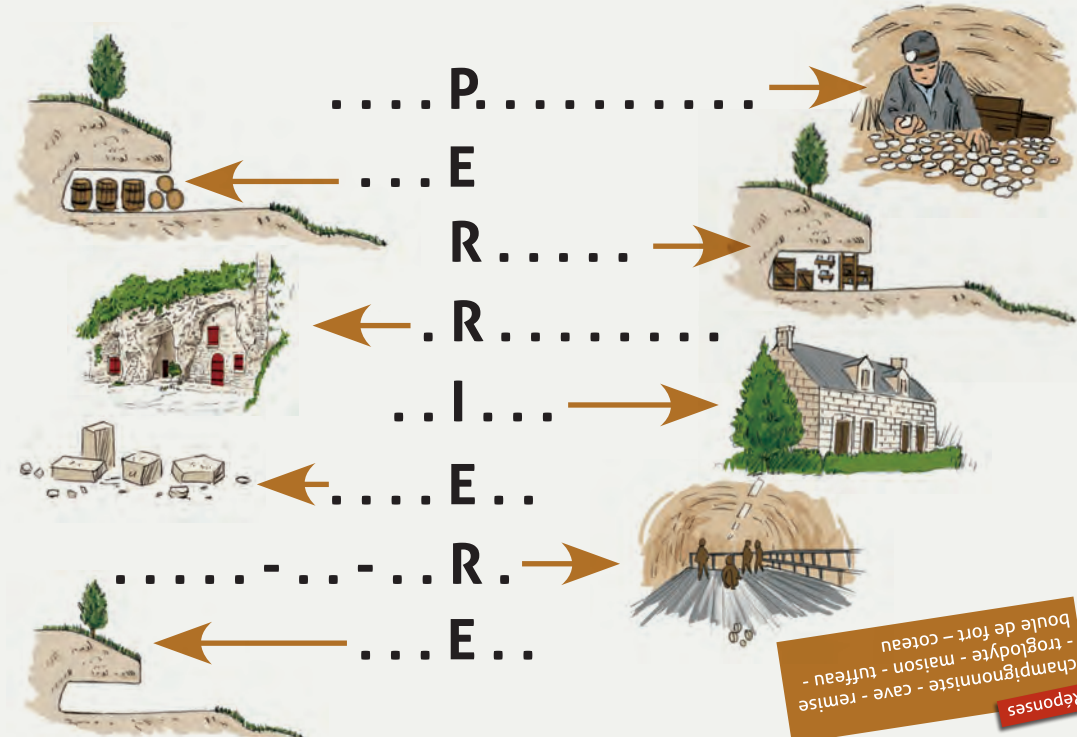 ....P..........
...E
R.....
.R........
..I...
....E..
.....-..-..R.
...E..
Réponses
champignonniste - cave - remise
- troglodyte - maison - tuffeau -
boule de fort – coteau